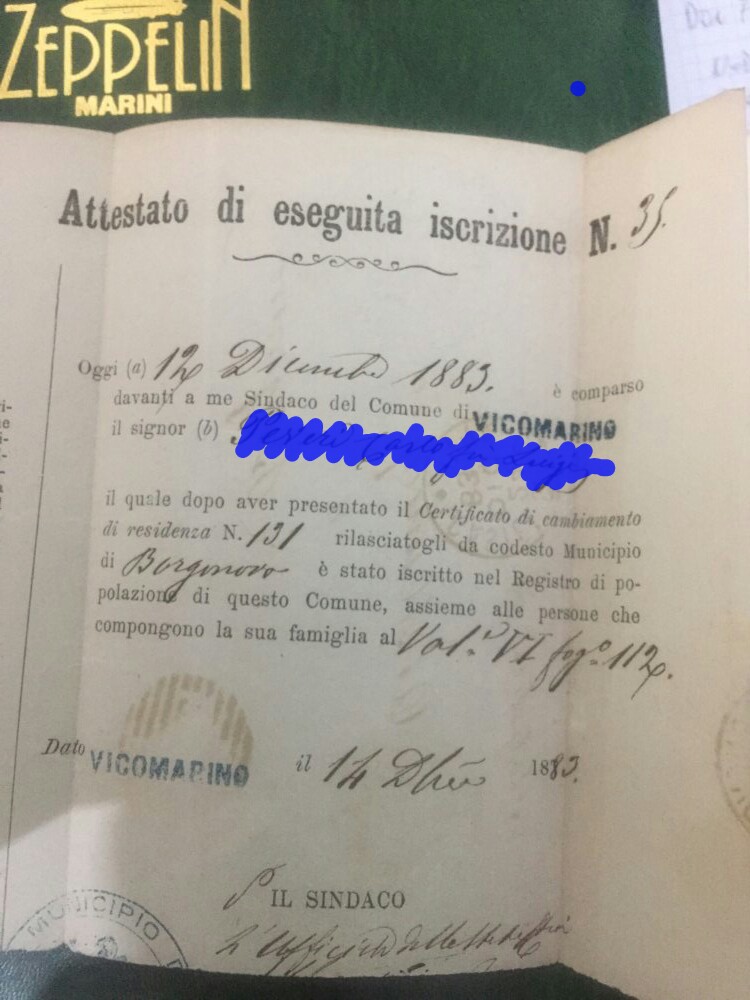 ZEPPELIN
MARINI
Attestato di eseguita iscrizione N. 35.
Oggi (a) 12 Dicembre 1883. è comparso
davanti a me Sindaco del Comune di VICOMARINO
il signor (b)
il quale dopo aver presentato il Certificato di cambiamento
di residenza N. 131 rilasciatogli da codesto Municipio
di Borgonovo è stato iscritto nel Registro di po-
polazione di questo Comune, assieme alle persone che
compongono la sua famiglia al Vol.º VI fog.º 112.
Dato VICOMARINO il 14 Dbre 1883.
P IL SINDACO
MUNICIPIO
L'Ufficiale